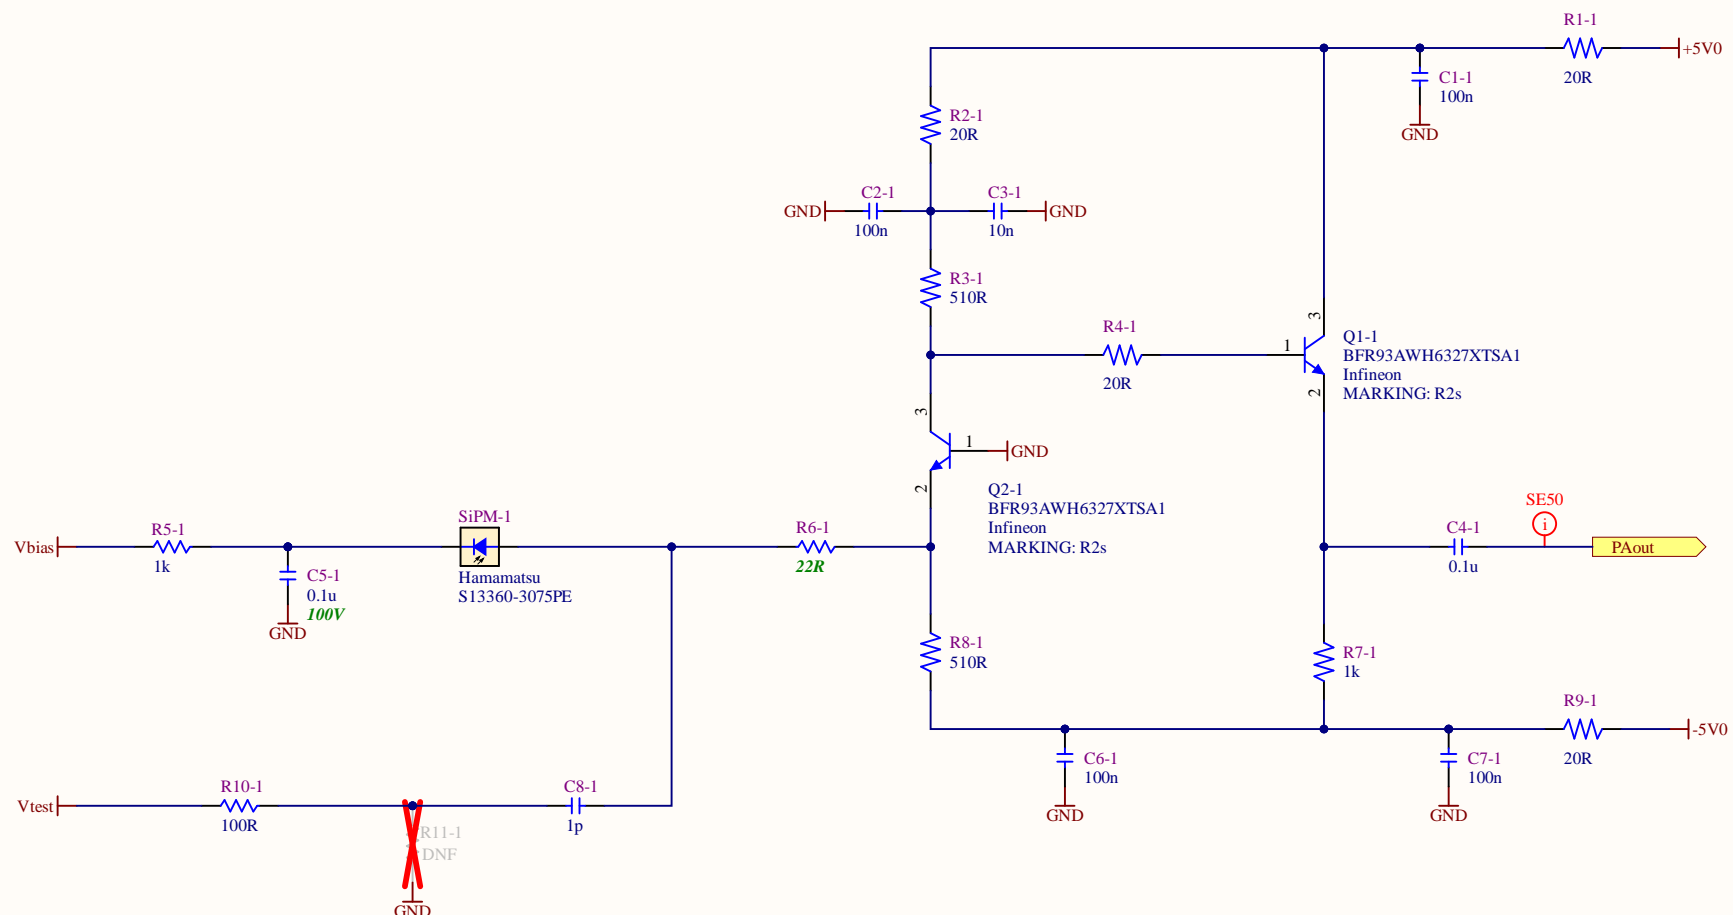 R1-1
+5V0
20R
C1-1
100n
GND
R2-1
20R
C2-1
C3-1
GND
GND
100n
10n
R3-1
510R
R4-1
20R
3
1
2
Q1-1
BFR93AWH6327XTSA1
Infineon
MARKING: R2s
3
1
GND
2
Q2-1
BFR93AWH6327XTSA1
Infineon
MARKING: R2s
SE50
i
C4-1
0.1u
PAout
Vbias
R5-1
1k
C5-1
0.1u
100V
GND
SiPM-1
Hamamatsu
S13360-3075PE
R6-1
22R
R8-1
510R
R7-1
1k
R9-1
-5V0
20R
C6-1
100n
GND
C7-1
100n
GND
Vtest
R10-1
100R
R11-1
DNF
GND
C8-1
1p